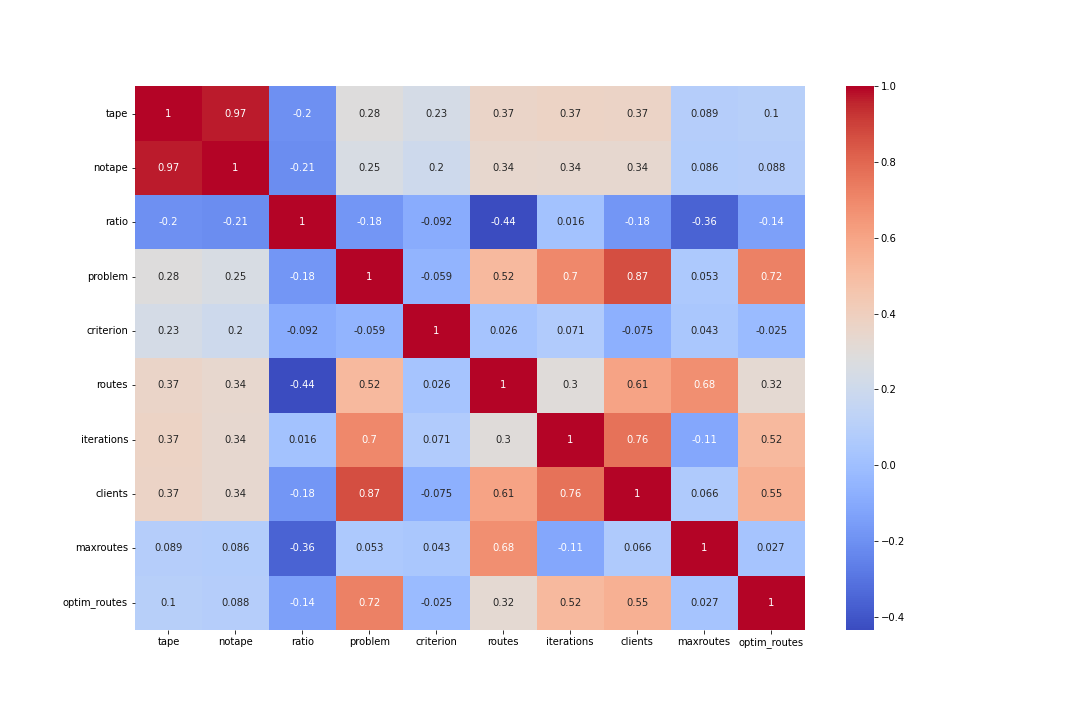 tape 1 0.97 -0.2 0.28 0.23 0.37 0.37 0.37 0.089 0.1
notape 0.97 1 -0.21 0.25 0.2 0.34 0.34 0.34 0.086 0.088
ratio -0.2 -0.21 1 -0.18 -0.092 -0.44 0.016 -0.18 -0.36 -0.14
problem 0.28 0.25 -0.18 1 -0.059 0.52 0.7 0.87 0.053 0.72
criterion 0.23 0.2 -0.092 -0.059 1 0.026 0.071 -0.075 0.043 -0.025
routes 0.37 0.34 -0.44 0.52 0.026 1 0.3 0.61 0.68 0.32
iterations 0.37 0.34 0.016 0.7 0.071 0.3 1 0.76 -0.11 0.52
clients 0.37 0.34 -0.18 0.87 -0.075 0.61 0.76 1 0.066 0.55
maxroutes 0.089 0.086 -0.36 0.053 0.043 0.68 -0.11 0.066 1 0.027
optim_routes 0.1 0.088 -0.14 0.72 -0.025 0.32 0.52 0.55 0.027 1
tape notape ratio problem criterion routes iterations clients maxroutes optim_routes
1.0
0.8
0.6
0.4
0.2
0.0
−0.2
−0.4